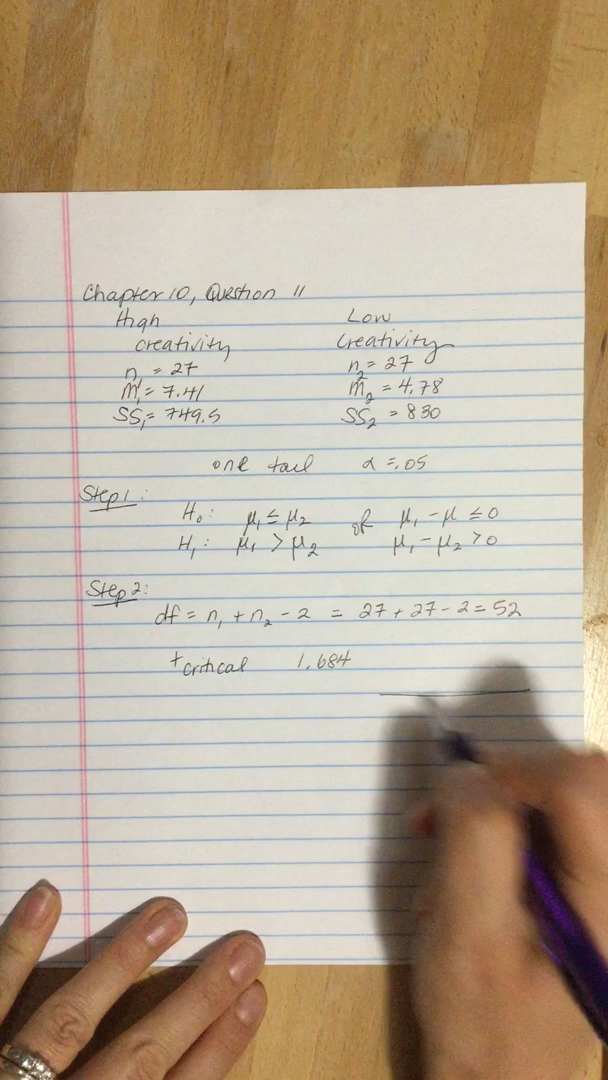 Chapter 10, Question 11
High
creativity
n₁ = 27
M₁ = 7.41
SS₁ = 749.5
Low
Creativity
n₂ = 27
M₂ = 4.78
SS₂ = 830
one tail α = .05
Step 1:
H₀: μ₁ ≤ μ₂ of μ₁ - μ ≤ 0
H₁: μ₁ > μ₂ μ₁ - μ₂ > 0
Step 2:
df = n₁ + n₂ - 2 = 27 + 27 - 2 = 52
t critical 1.684